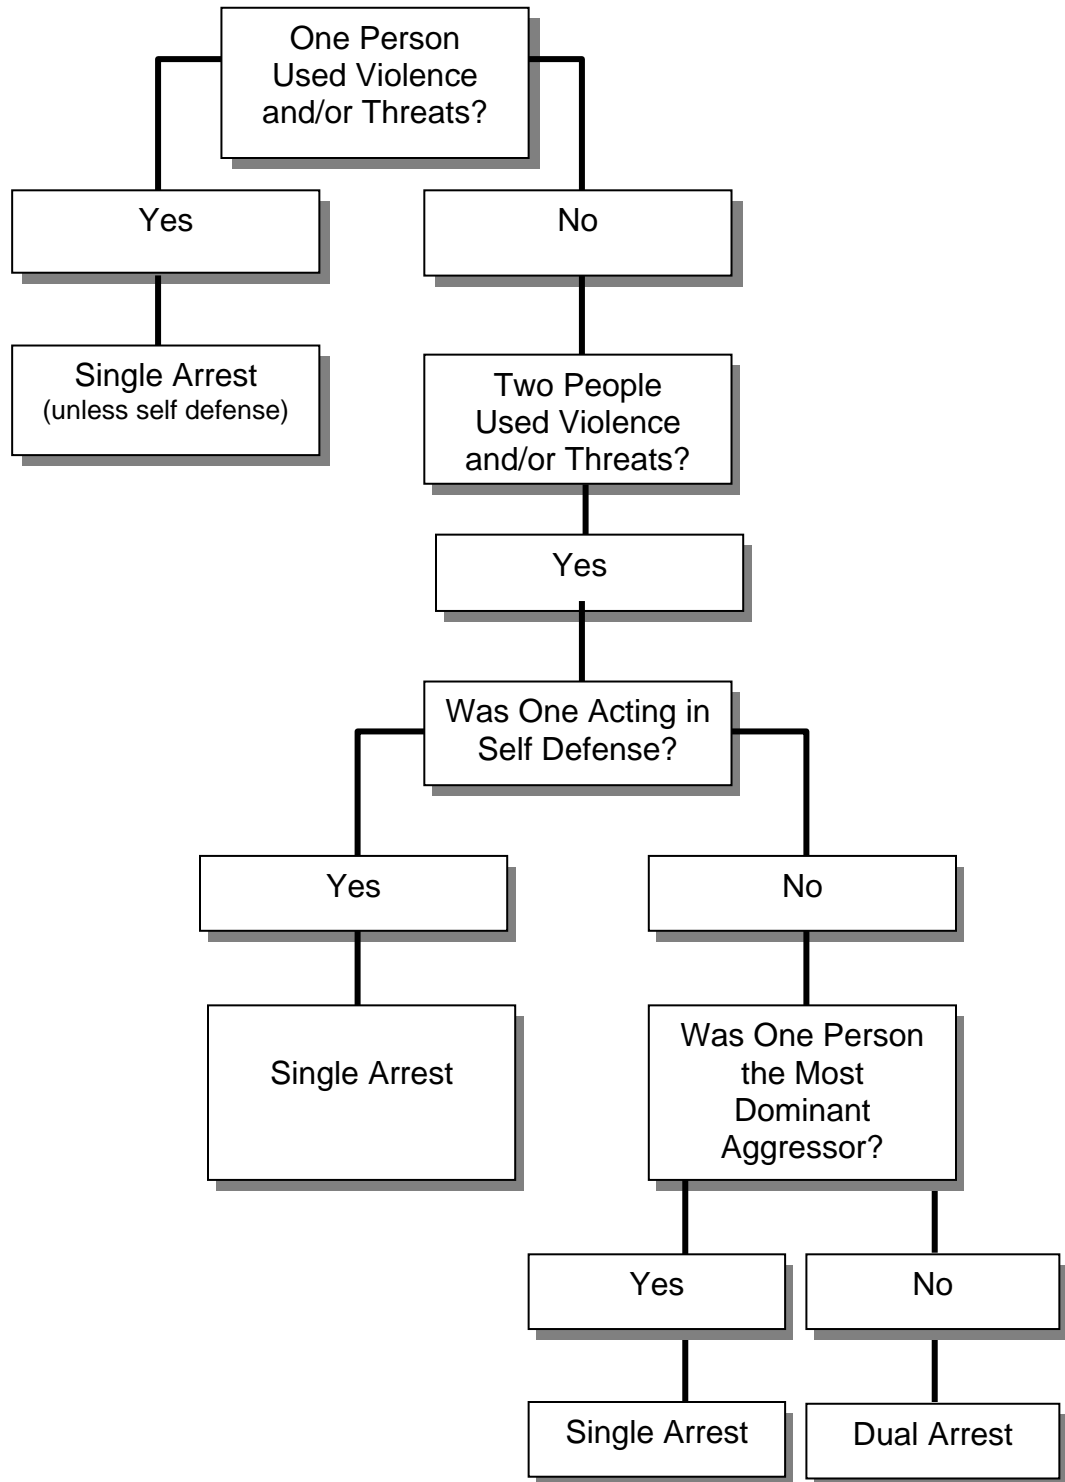 One Person
Used Violence
and/or Threats?
Yes
No
Single Arrest
(unless self defense)
Two People
Used Violence
and/or Threats?
Yes
Was One Acting in
Self Defense?
Yes
No
Single Arrest
Was One Person
the Most
Dominant
Aggressor?
Yes
No
Single Arrest
Dual Arrest